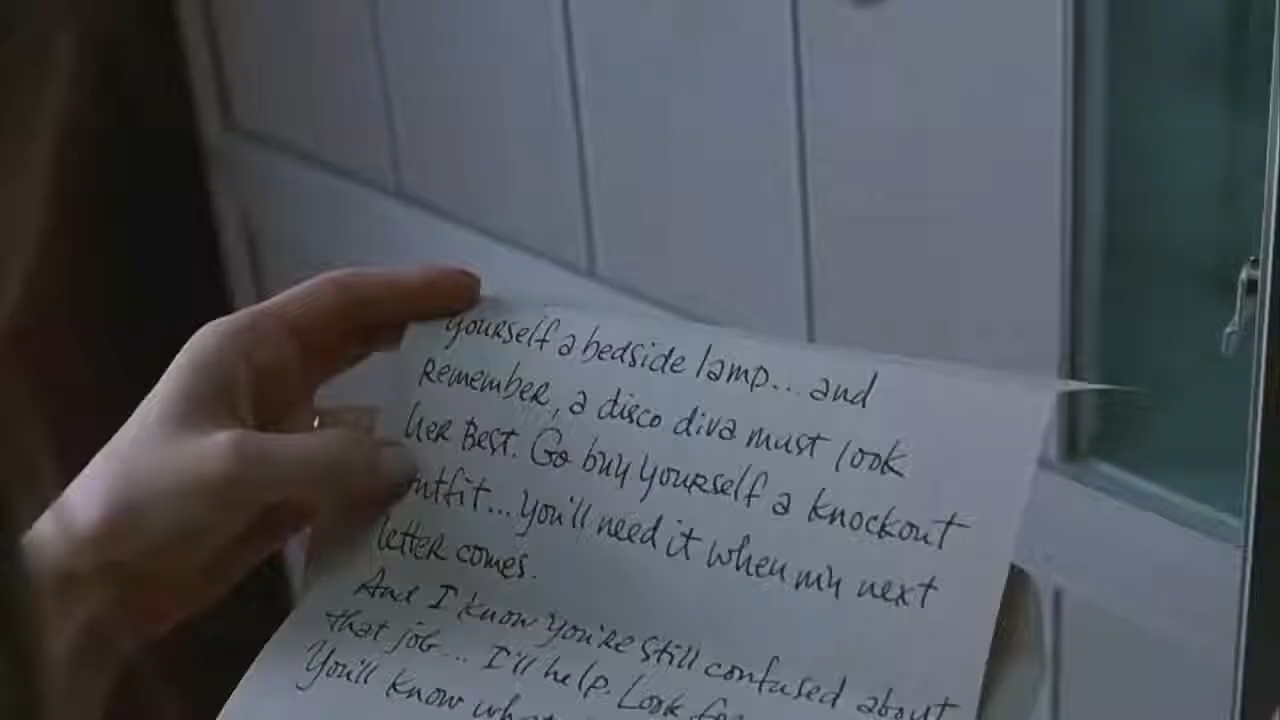 yourself a bedside lamp... and
Remember, a disco diva must look
her Best. Go buy yourself a knockout
outfit... you'll need it when my next
letter comes.
And I know you're still confused about
that job... I'll help. Look for
You'll know what